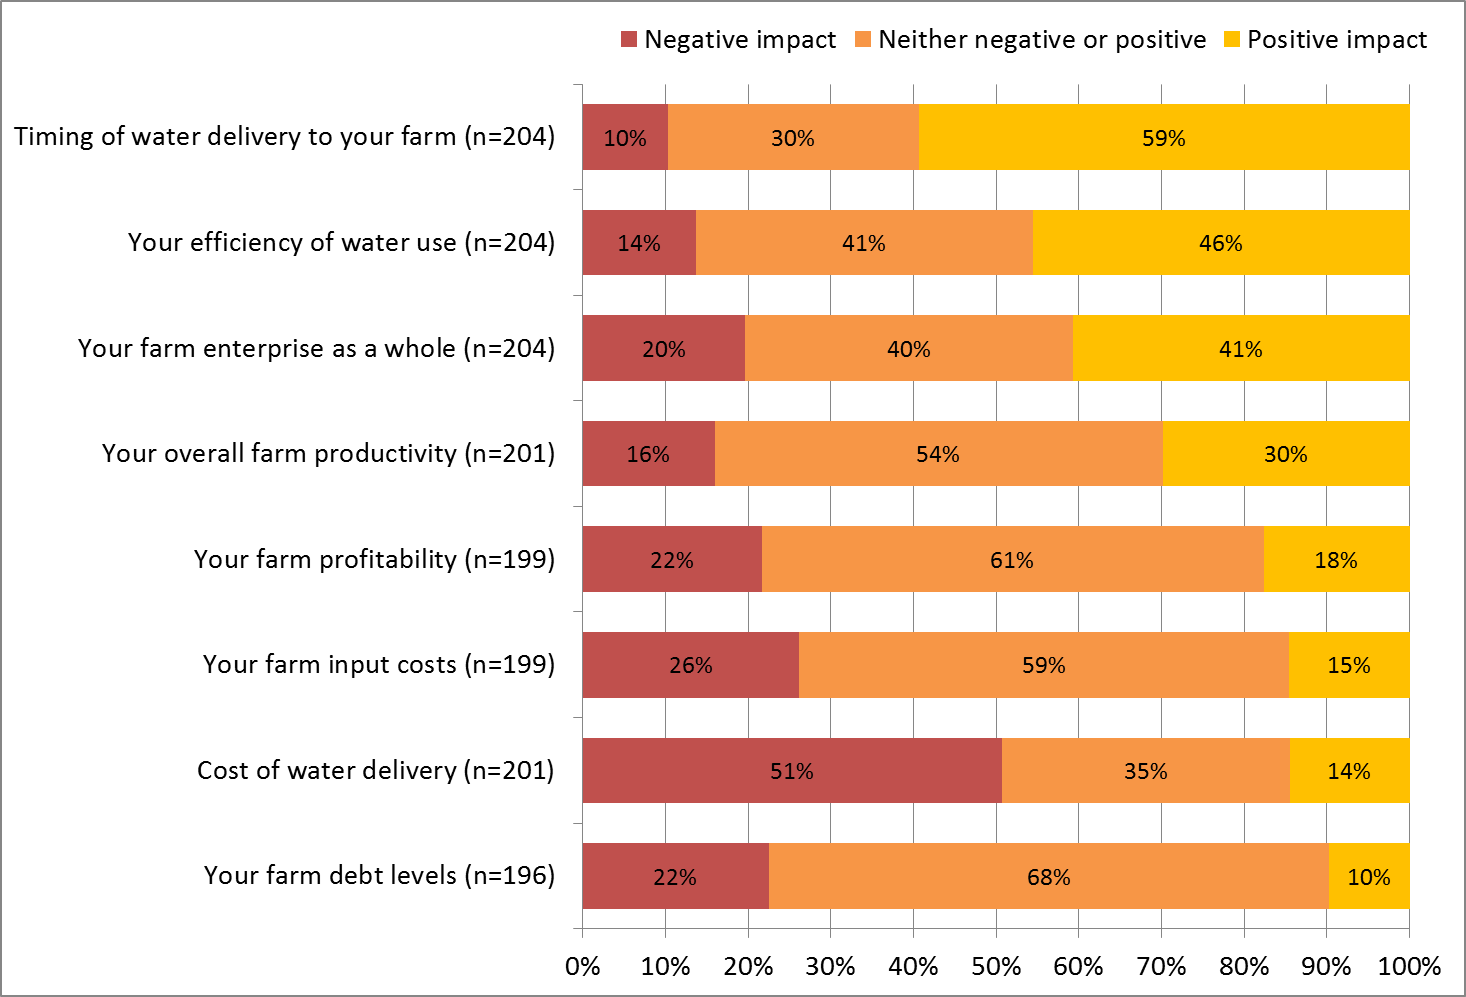 Negative impact Neither negative or positive Positive impact
Timing of water delivery to your farm (n=204) 10% 30% 59%
Your efficiency of water use (n=204) 14% 41% 46%
Your farm enterprise as a whole (n=204) 20% 40% 41%
Your overall farm productivity (n=201) 16% 54% 30%
Your farm profitability (n=199) 22% 61% 18%
Your farm input costs (n=199) 26% 59% 15%
Cost of water delivery (n=201) 51% 35% 14%
Your farm debt levels (n=196) 22% 68% 10%
0% 10% 20% 30% 40% 50% 60% 70% 80% 90% 100%